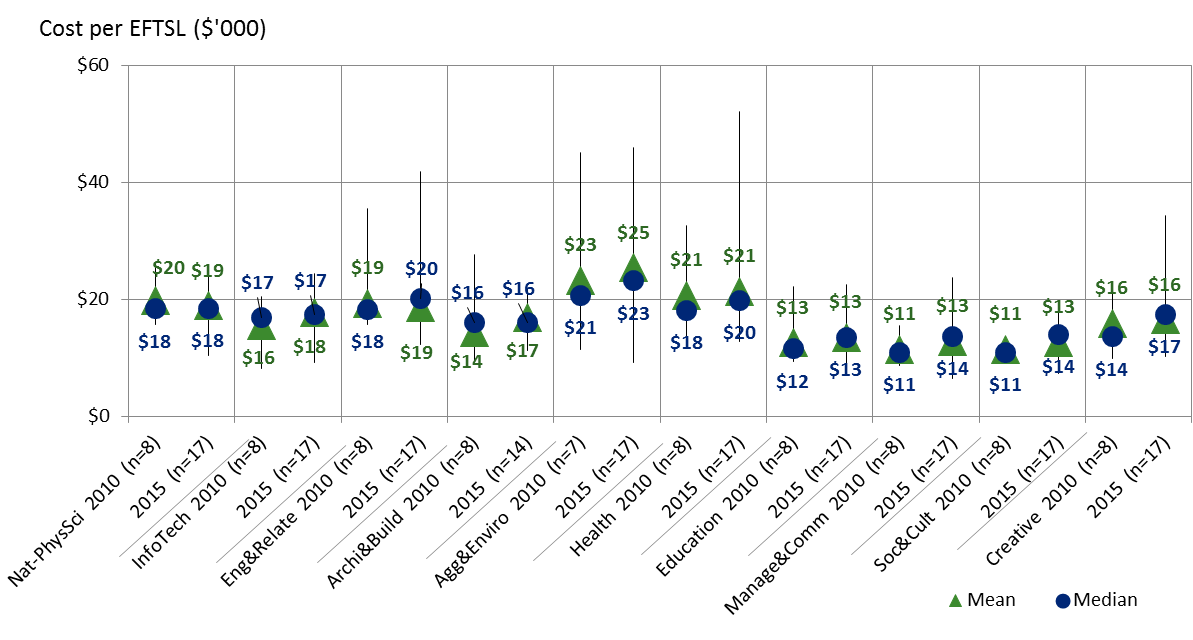 Cost per EFTSL ($'000)
$60
$40
$20
$0
$20 $19 $17 $17 $19 $20 $16 $16 $23 $25 $21 $21 $13 $13 $11 $13 $11 $13 $16 $16
$18 $18 $16 $18 $18 $19 $14 $17 $21 $23 $18 $20 $12 $13 $11 $14 $11 $14 $14 $17
Nat-PhysSci 2010 (n=8)
2015 (n=17)
InfoTech 2010 (n=8)
2015 (n=17)
Eng&Relate 2010 (n=8)
2015 (n=17)
Archi&Build 2010 (n=8)
2015 (n=14)
Agg&Enviro 2010 (n=7)
2015 (n=17)
Health 2010 (n=8)
2015 (n=17)
Education 2010 (n=8)
2015 (n=17)
Manage&Comm 2010 (n=8)
2015 (n=17)
Soc&Cult 2010 (n=8)
2015 (n=17)
Creative 2010 (n=8)
2015 (n=17)
Mean
Median